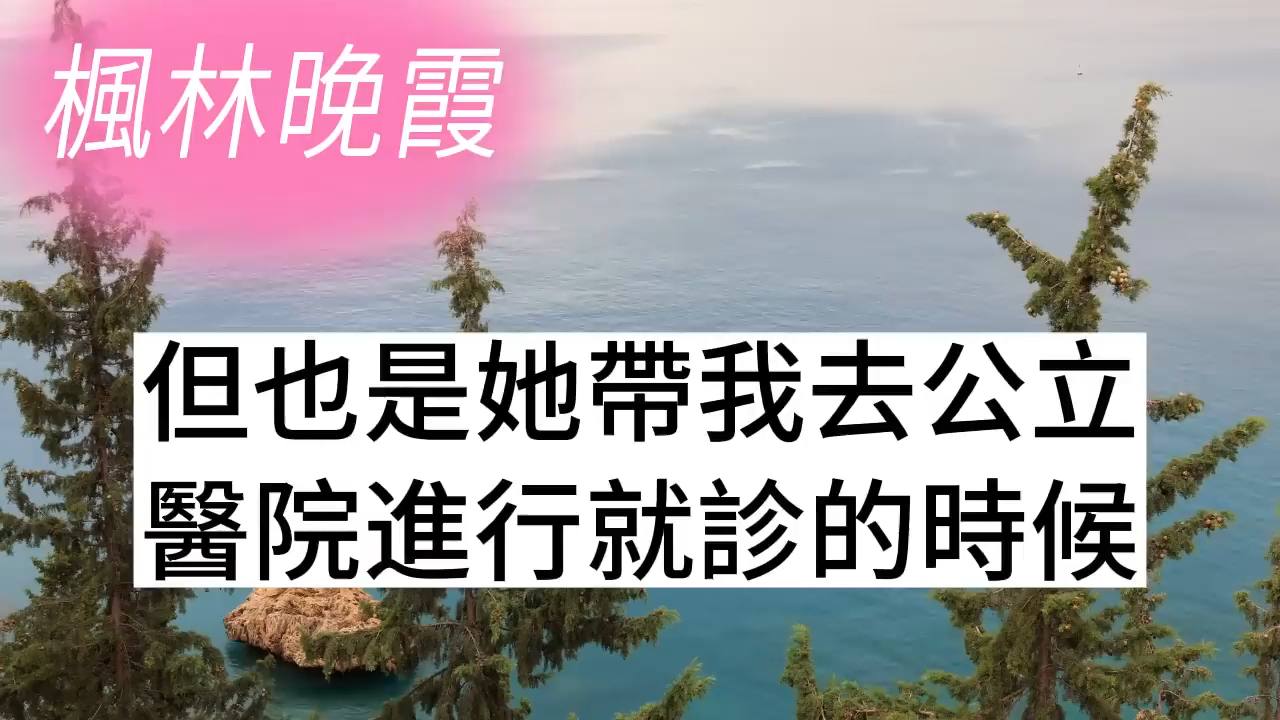 楓林晚霞
但也是她帶我去公立
醫院進行就診的時候